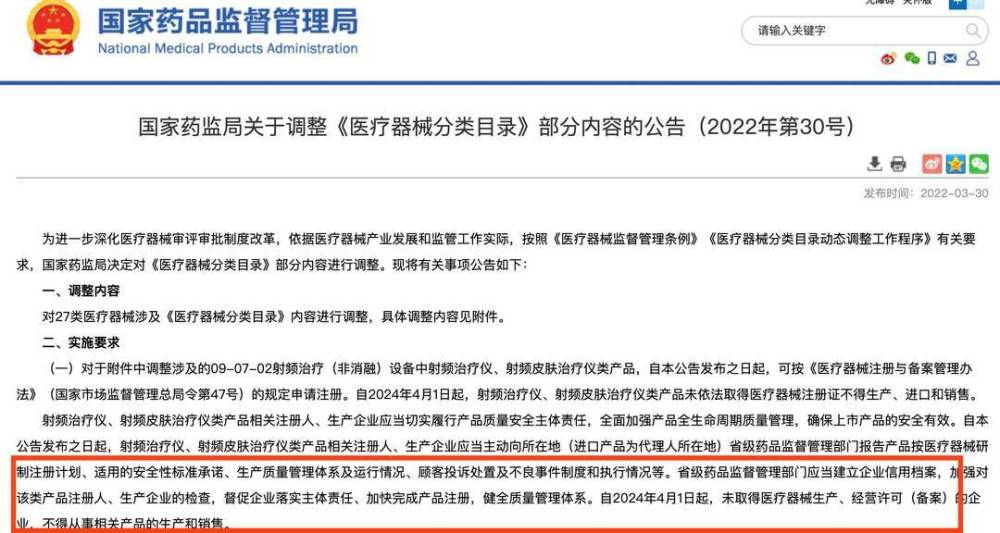 国家药品监督管理局
National Medical Products Administration
请输入关键字
国家药监局关于调整《医疗器械分类目录》部分内容的公告（2022年第30号）
发布时间：2022-03-30
为进一步深化医疗器械审评审批制度改革，依据医疗器械产业发展和监管工作实际，按照《医疗器械监督管理条例》《医疗器械分类目录动态调整工作程序》有关要
求，国家药监局决定对《医疗器械分类目录》部分内容进行调整。现将有关事项公告如下：
一、调整内容
对27类医疗器械涉及《医疗器械分类目录》内容进行调整，具体调整内容见附件。
二、实施要求
（一）对于附件中调整涉及的09-07-02射频治疗（非消融）设备中射频治疗仪、射频皮肤治疗仪类产品，自本公告发布之日起，可按《医疗器械注册与备案管理办
法》（国家市场监督管理总局令第47号）的规定申请注册。自2024年4月1日起，射频治疗仪、射频皮肤治疗仪类产品未依法取得医疗器械注册证不得生产、进口和销售。
射频治疗仪、射频皮肤治疗仪类产品相关注册人、生产企业应当切实履行产品质量安全主体责任，全面加强产品全生命周期质量管理，确保上市产品的安全有效。自本
公告发布之日起，射频治疗仪、射频皮肤治疗仪类产品相关注册人、生产企业应当主动向所在地（进口产品为代理人所在地）省级药品监督管理部门报告产品按医疗器械研
制注册计划、适用的安全性标准承诺、生产质量管理体系及运行情况、顾客投诉处置及不良事件制度和执行情况等。省级药品监督管理部门应当建立企业信用档案，加强对
该类产品注册人、生产企业的检查，督促企业落实主体责任、加快完成产品注册，健全质量管理体系。自2024年4月1日起，未取得医疗器械生产、经营许可（备案）的企
业，不得从事相关产品的生产和销售。